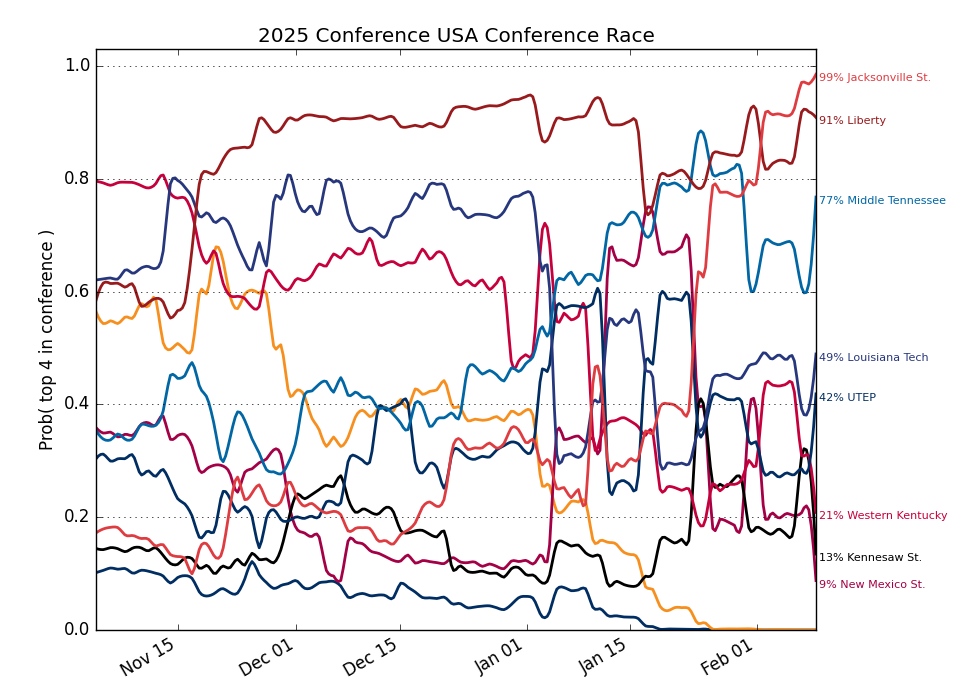 2025 Conference USA Conference Race
Prob( top 4 in conference )
1.0
0.8
0.6
0.4
0.2
0.0
Nov 15
Dec 01
Dec 15
Jan 01
Jan 15
Feb 01
99% Jacksonville St.
91% Liberty
77% Middle Tennessee
49% Louisiana Tech
42% UTEP
21% Western Kentucky
13% Kennesaw St.
9% New Mexico St.